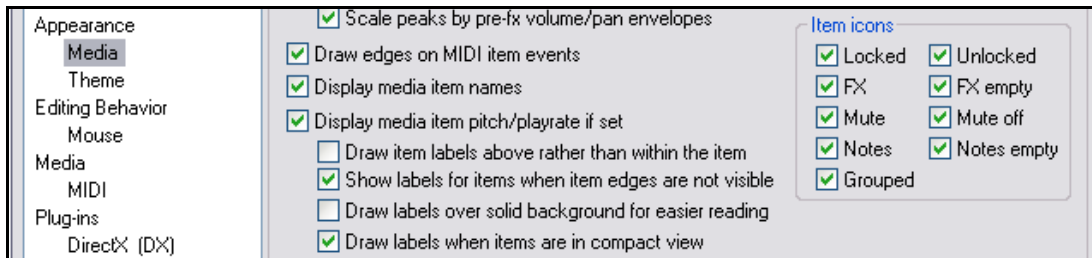 Appearance
Media
Theme
Editing Behavior
Mouse
Media
MIDI
Plug-ins
DirectX (DX)
Scale peaks by pre-fx volume/pan envelopes
Draw edges on MIDI item events
Display media item names
Display media item pitch/playrate if set
Draw item labels above rather than within the item
Show labels for items when item edges are not visible
Draw labels over solid background for easier reading
Draw labels when items are in compact view
Item icons
Locked Unlocked
FX FX empty
Mute Mute off
Notes Notes empty
Grouped